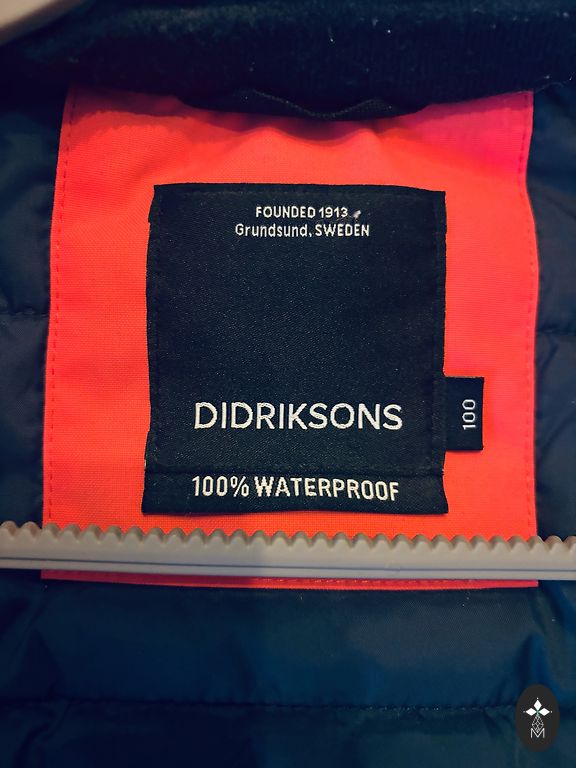 FOUNDED 1913
Grundsund, SWEDEN
DIDRIKSONS
100
100% WATERPROOF
M